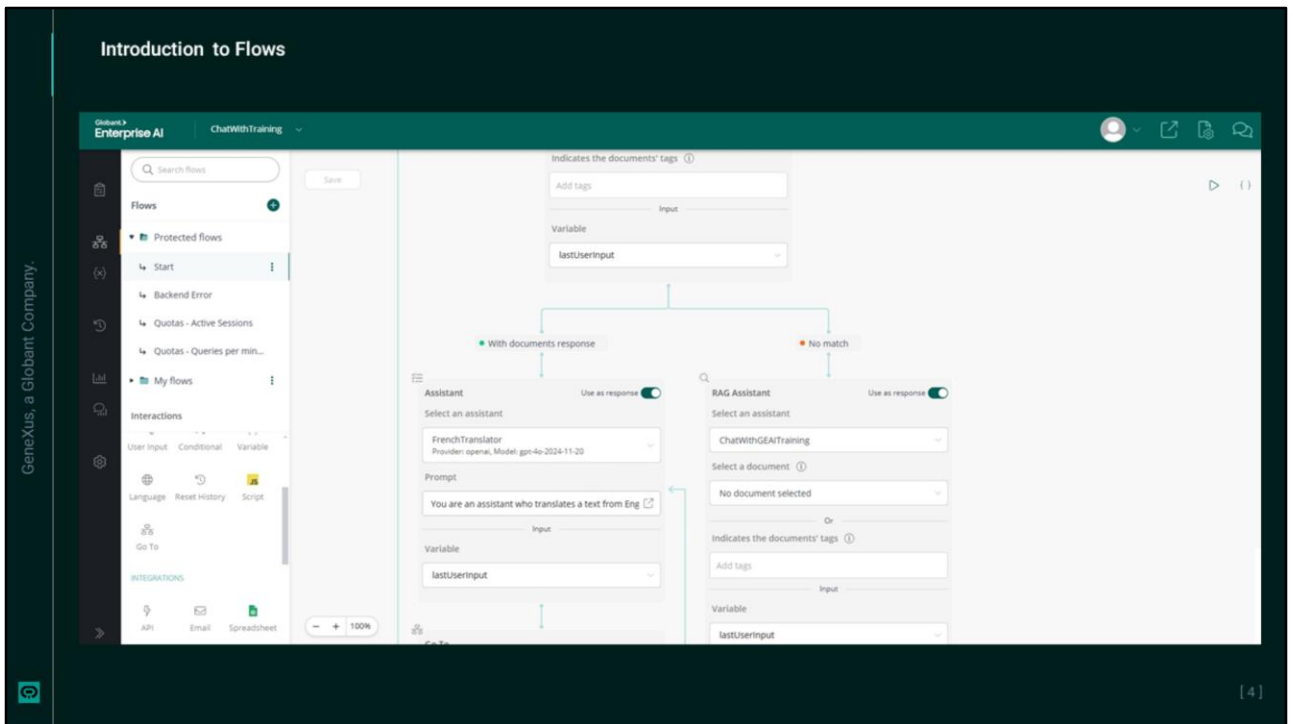 Introduction to Flows
Globant>
Enterprise AI
ChatWithTraining
Search flows
Flows
Protected flows
Start
Backend Error
Quotas - Active Sessions
Quotas - Queries per min...
My flows
Interactions
User Input Conditional Variable
Language Reset History Script
JS
Go To
INTEGRATIONS
API Email Spreadsheet
Save
- + 100%
Indicates the documents' tags
Add tags
Input
Variable
lastUserInput
With documents response
No match
Assistant
Use as response
Select an assistant
FrenchTranslator
Provider: openai, Model: gpt-4o-2024-11-20
Prompt
You are an assistant who translates a text from Eng
Input
Variable
lastUserInput
Go To
RAG Assistant
Use as response
Select an assistant
ChatWithGEAITraining
Select a document
No document selected
Or
Indicates the documents' tags
Add tags
Input
Variable
lastUserInput
GeneXus, a Globant Company.
[ 4 ]